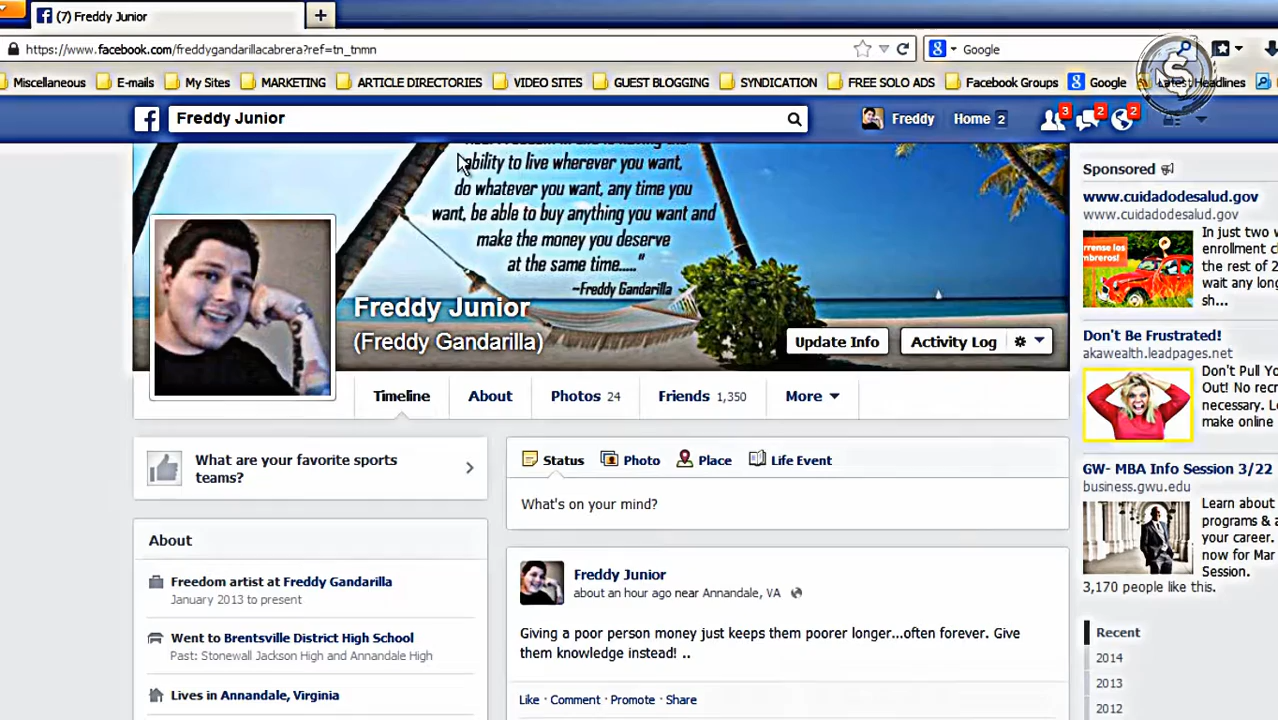 (7) Freddy Junior
https://www.facebook.com/freddygandarillacabrera?ref=tn_tnmn
Google
Miscellaneous E-mails My Sites MARKETING ARTICLE DIRECTORIES VIDEO SITES GUEST BLOGGING SYNDICATION FREE SOLO ADS Facebook Groups Google Latest Headlines
Freddy Junior
Freddy Home 2 3 2 2
ability to live wherever you want,
do whatever you want, any time you
want, be able to buy anything you want and
make the money you deserve
at the same time....."
~Freddy Gandarilla
Freddy Junior
(Freddy Gandarilla)
Update Info Activity Log
Timeline About Photos 24 Friends 1,350 More
What are your favorite sports
teams?
Status Photo Place Life Event
What's on your mind?
About
Freedom artist at Freddy Gandarilla
January 2013 to present
Went to Brentsville District High School
Past: Stonewall Jackson High and Annandale High
Lives in Annandale, Virginia
Freddy Junior
about an hour ago near Annandale, VA
Giving a poor person money just keeps them poorer longer...often forever. Give
them knowledge instead! ..
Like · Comment · Promote · Share
Sponsored
www.cuidadodesalud.gov
www.cuidadodesalud.gov
In just two w
enrollment c
the rest of 2
wait any long
sh...
Don't Be Frustrated!
akawealth.leadpages.net
Don't Pull Yo
Out! No recr
necessary. L
make online
GW- MBA Info Session 3/22
business.gwu.edu
Learn about
programs & a
your career.
now for Mar
Session.
3,170 people like this.
Recent
2014
2013
2012